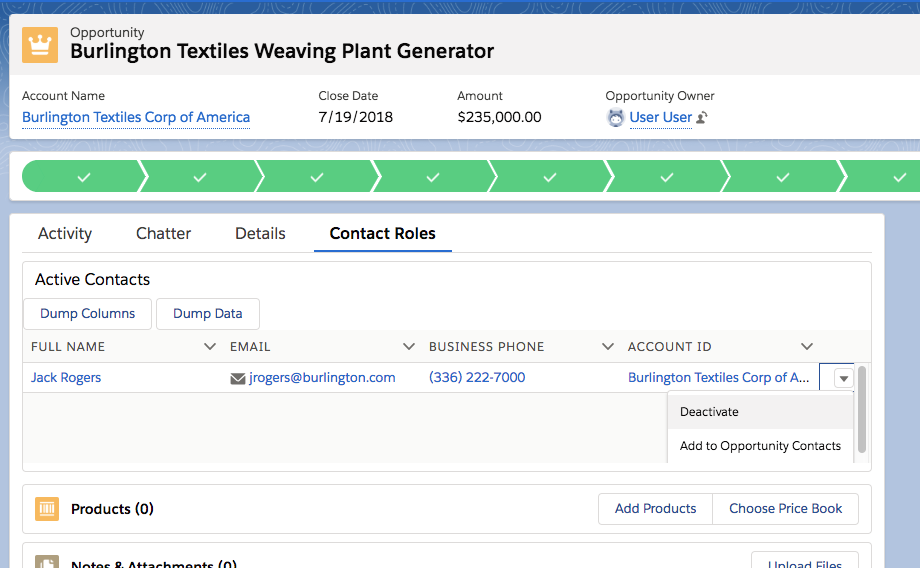 Opportunity
Burlington Textiles Weaving Plant Generator
Account Name
Close Date
Amount
Opportunity Owner
Burlington Textiles Corp of America
7/19/2018
$235,000.00
User User
Activity
Chatter
Details
Contact Roles
Active Contacts
Dump Columns
Dump Data
FULL NAME
EMAIL
BUSINESS PHONE
ACCOUNT ID
Jack Rogers
jrogers@burlington.com
(336) 222-7000
Burlington Textiles Corp of A...
Deactivate
Add to Opportunity Contacts
Products (0)
Add Products
Choose Price Book
Notes & Attachments (0)
Upload Files